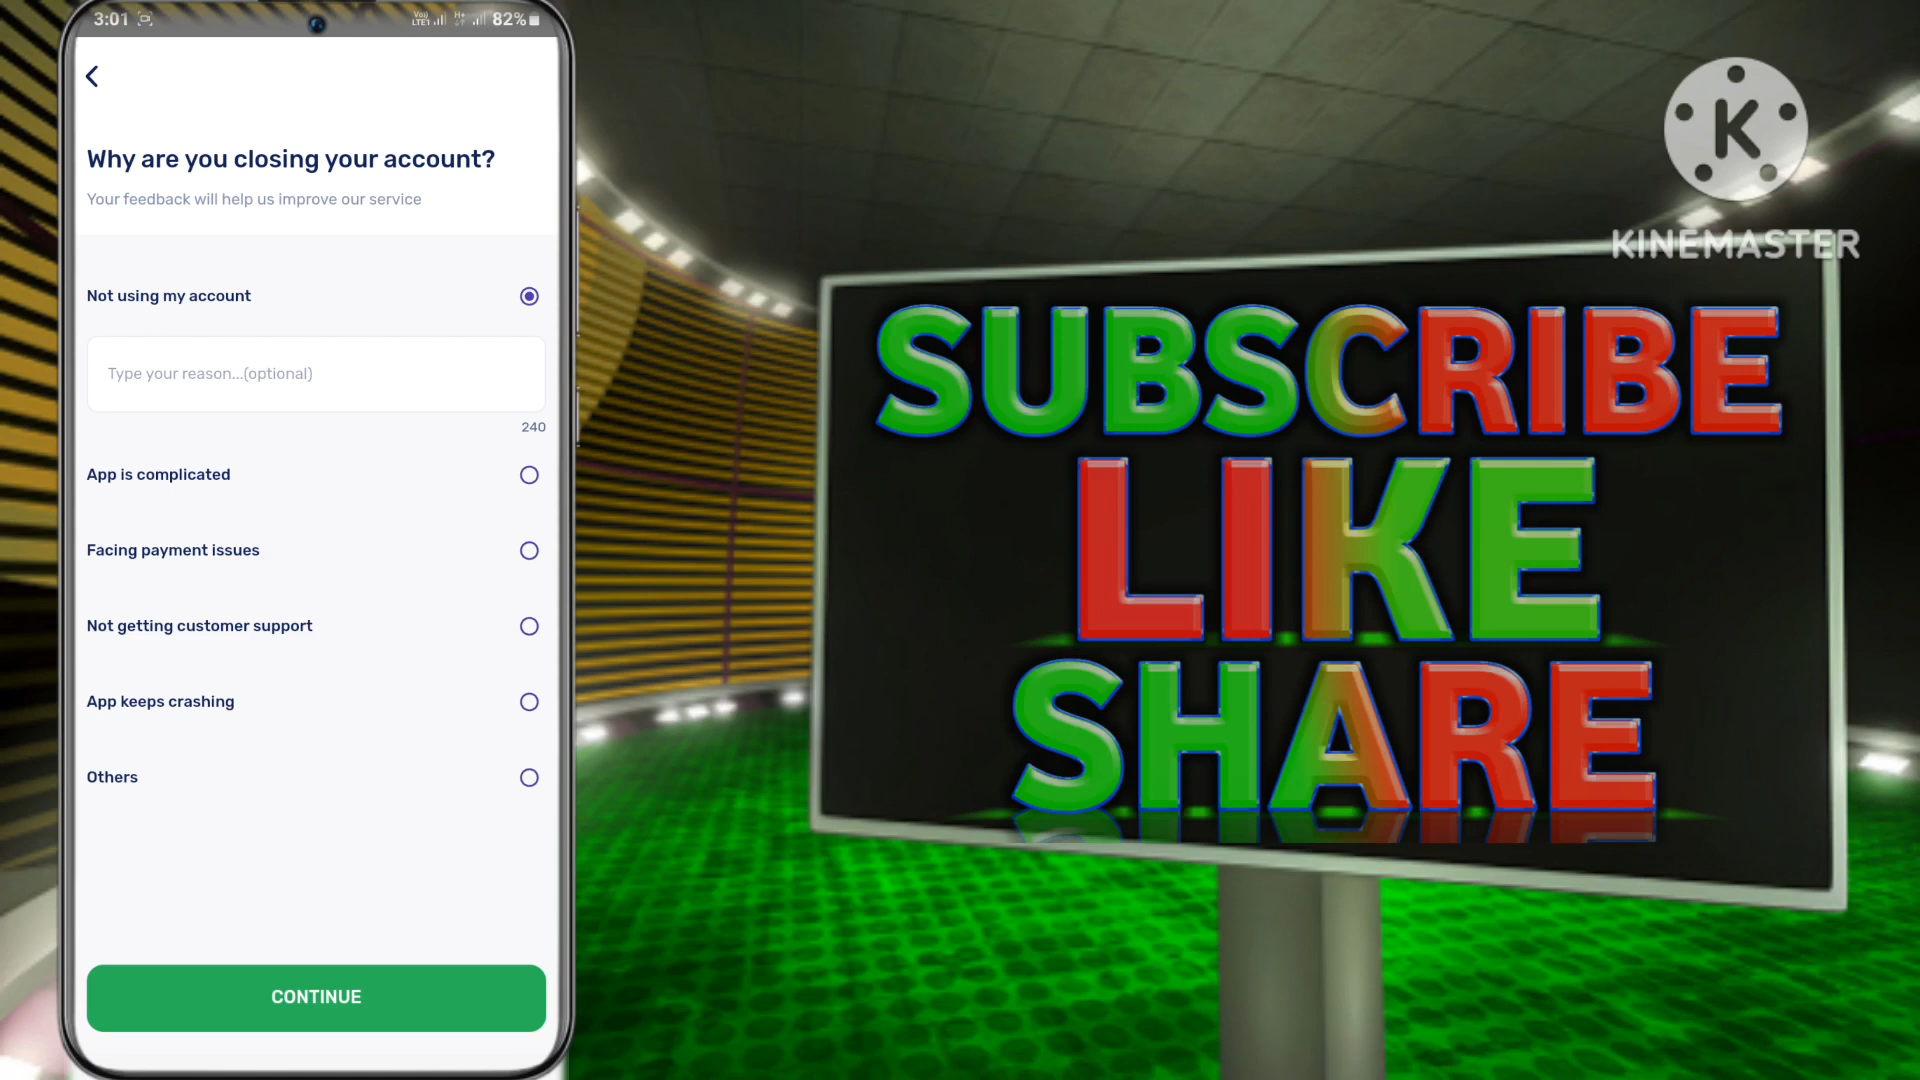 3:01
82%
Why are you closing your account?
Your feedback will help us improve our service
Not using my account
Type your reason...(optional)
240
App is complicated
Facing payment issues
Not getting customer support
App keeps crashing
Others
CONTINUE
K
KINEMASTER
SUBSCRIBE
LIKE
SHARE